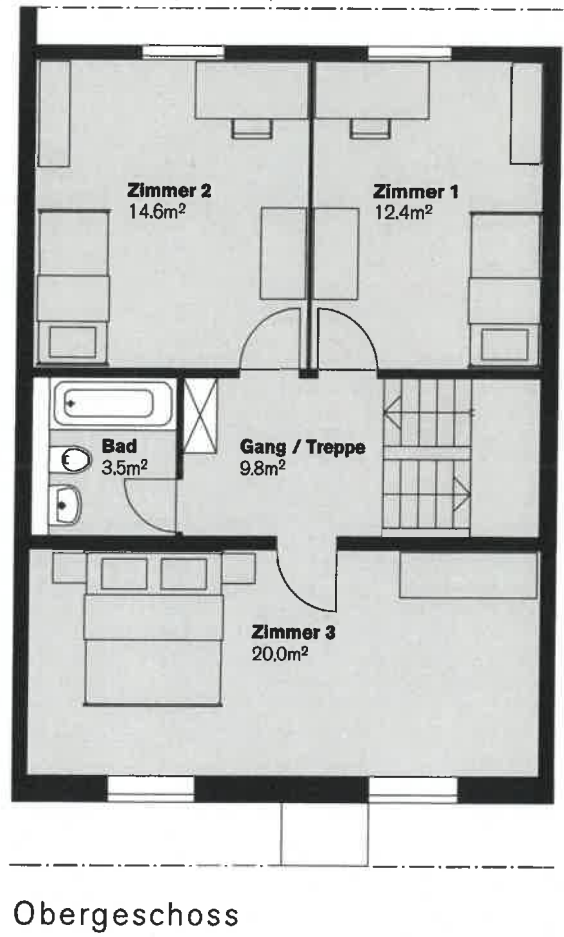 Zimmer 2
14.6m²
Zimmer 1
12.4m²
Bad
3.5m²
Gang / Treppe
9.8m²
Zimmer 3
20.0m²
Obergeschoss